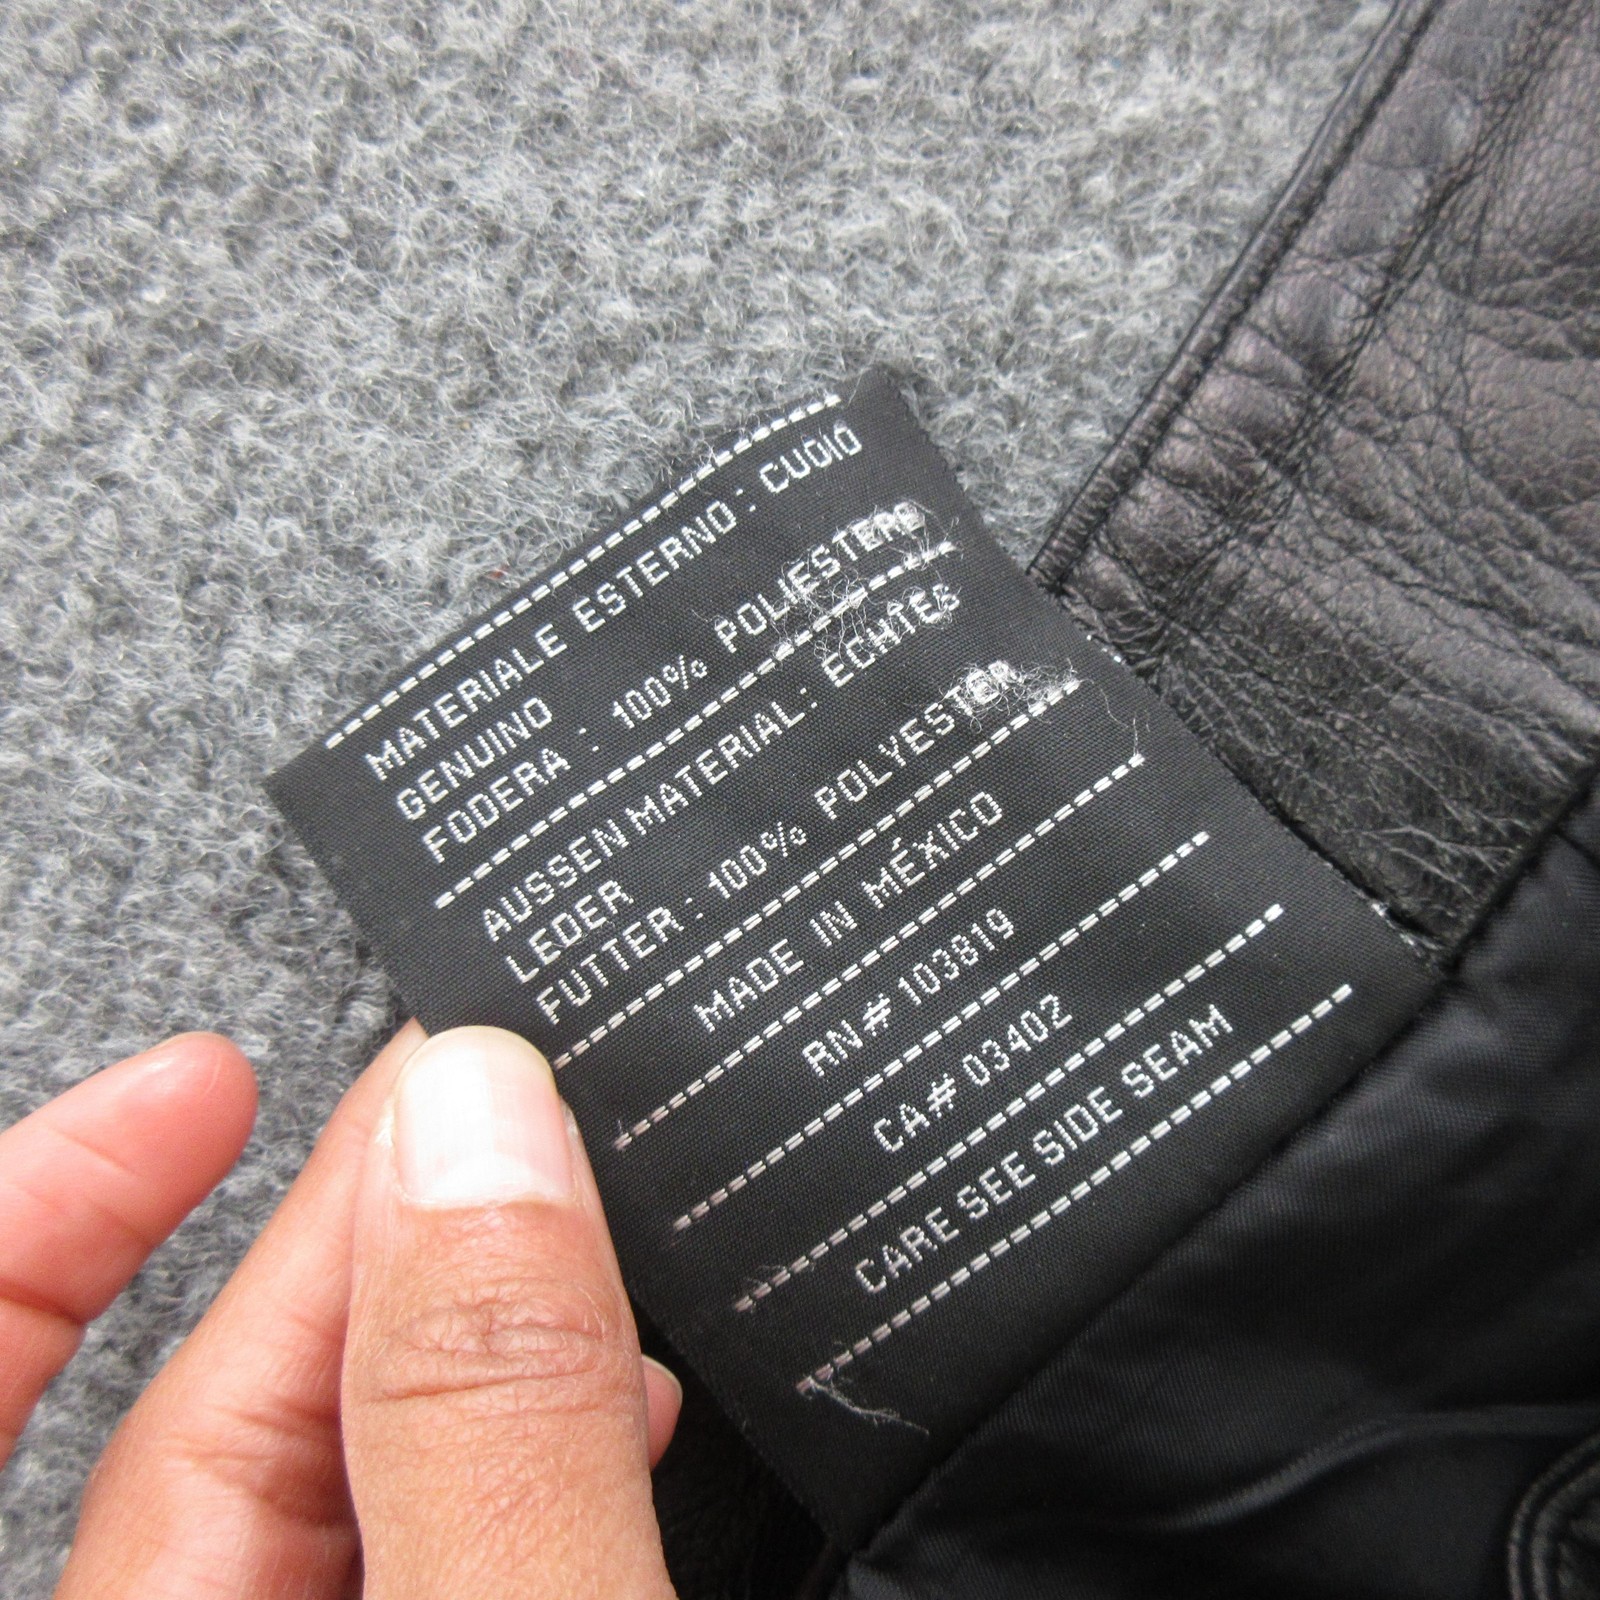 MATERIALE ESTERNO : CUOIO
GENUINO
FODERA : 100% POLIESTERO
AUSSEN MATERIAL : ECHTES
LEDER
FUTTER : 100% POLYESTER
MADE IN MÉXICO
RN# 103819
CA# 03402
CARE SEE SIDE SEAM